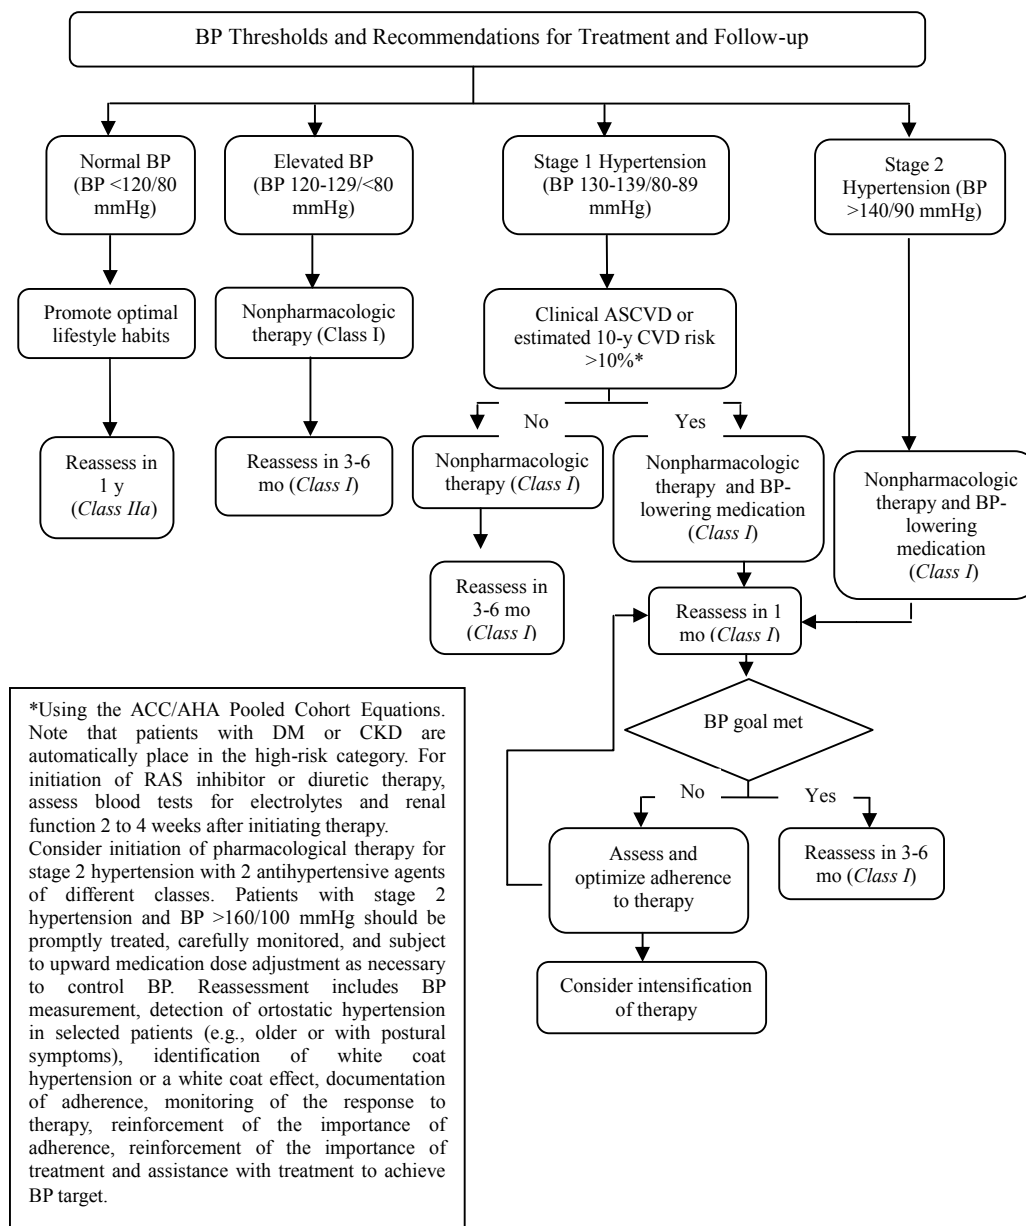 BP Thresholds and Recommendations for Treatment and Follow-up
Normal BP
(BP <120/80
mmHg)
Elevated BP
(BP 120-129/<80
mmHg)
Stage 1 Hypertension
(BP 130-139/80-89
mmHg)
Stage 2
Hypertension (BP
>140/90 mmHg)
Promote optimal
lifestyle habits
Nonpharmacologic
therapy (Class I)
Clinical ASCVD or
estimated 10-y CVD risk
>10%*
No
Yes
Reassess in
1 y
(Class IIa)
Reassess in 3-6
mo (Class I)
Nonpharmacologic
therapy (Class I)
Nonpharmacologic
therapy and BP-
lowering medication
(Class I)
Nonpharmacologic
therapy and BP-
lowering
medication
(Class I)
Reassess in
3-6 mo
(Class I)
Reassess in 1
mo (Class I)
BP goal met
No
Yes
Assess and
optimize adherence
to therapy
Reassess in 3-6
mo (Class I)
Consider intensification
of therapy
*Using the ACC/AHA Pooled Cohort Equations.
Note that patients with DM or CKD are
automatically place in the high-risk category. For
initiation of RAS inhibitor or diuretic therapy,
assess blood tests for electrolytes and renal
function 2 to 4 weeks after initiating therapy.
Consider initiation of pharmacological therapy for
stage 2 hypertension with 2 antihypertensive agents
of different classes. Patients with stage 2
hypertension and BP >160/100 mmHg should be
promptly treated, carefully monitored, and subject
to upward medication dose adjustment as necessary
to control BP. Reassessment includes BP
measurement, detection of ortostatic hypertension
in selected patients (e.g., older or with postural
symptoms), identification of white coat
hypertension or a white coat effect, documentation
of adherence, monitoring of the response to
therapy, reinforcement of the importance of
adherence, reinforcement of the importance of
treatment and assistance with treatment to achieve
BP target.